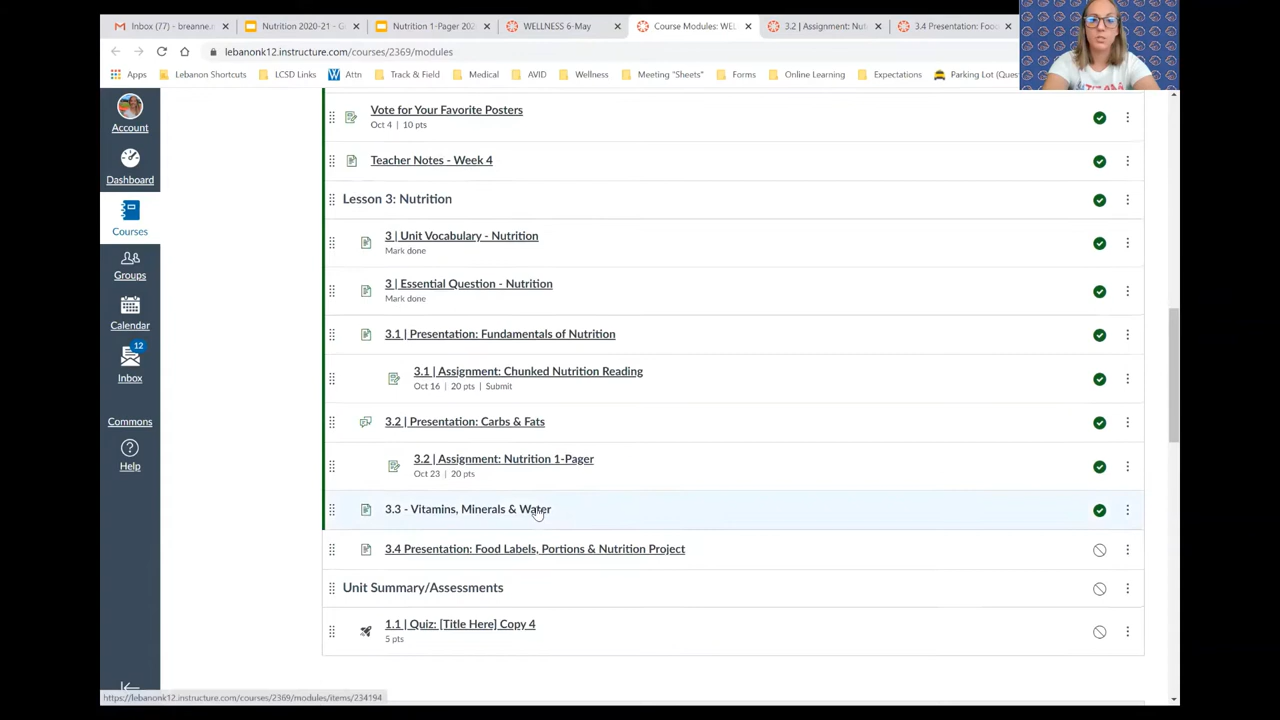 Inbox (77) - breanne.
Nutrition 2020-21 - G
Nutrition 1-Pager 202
WELLNESS 6-May
Course Modules: WEL
3.2 | Assignment: Nut
3.4 Presentation: Foo
lebanonk12.instructure.com/courses/2369/modules
Apps
Lebanon Shortcuts
LCSD Links
Attn
Track & Field
Medical
AVID
Wellness
Meeting "Sheets"
Forms
Online Learning
Expectations
Parking Lot (Ques
Account
Dashboard
Courses
Groups
Calendar
12
Inbox
Commons
Help
Vote for Your Favorite Posters
Oct 4 | 10 pts
Teacher Notes - Week 4
Lesson 3: Nutrition
3 | Unit Vocabulary - Nutrition
Mark done
3 | Essential Question - Nutrition
Mark done
3.1 | Presentation: Fundamentals of Nutrition
3.1 | Assignment: Chunked Nutrition Reading
Oct 16 | 20 pts | Submit
3.2 | Presentation: Carbs & Fats
3.2 | Assignment: Nutrition 1-Pager
Oct 23 | 20 pts
3.3 - Vitamins, Minerals & Water
3.4 Presentation: Food Labels, Portions & Nutrition Project
Unit Summary/Assessments
1.1 | Quiz: [Title Here] Copy 4
5 pts
https://lebanonk12.instructure.com/courses/2369/modules/items/234194